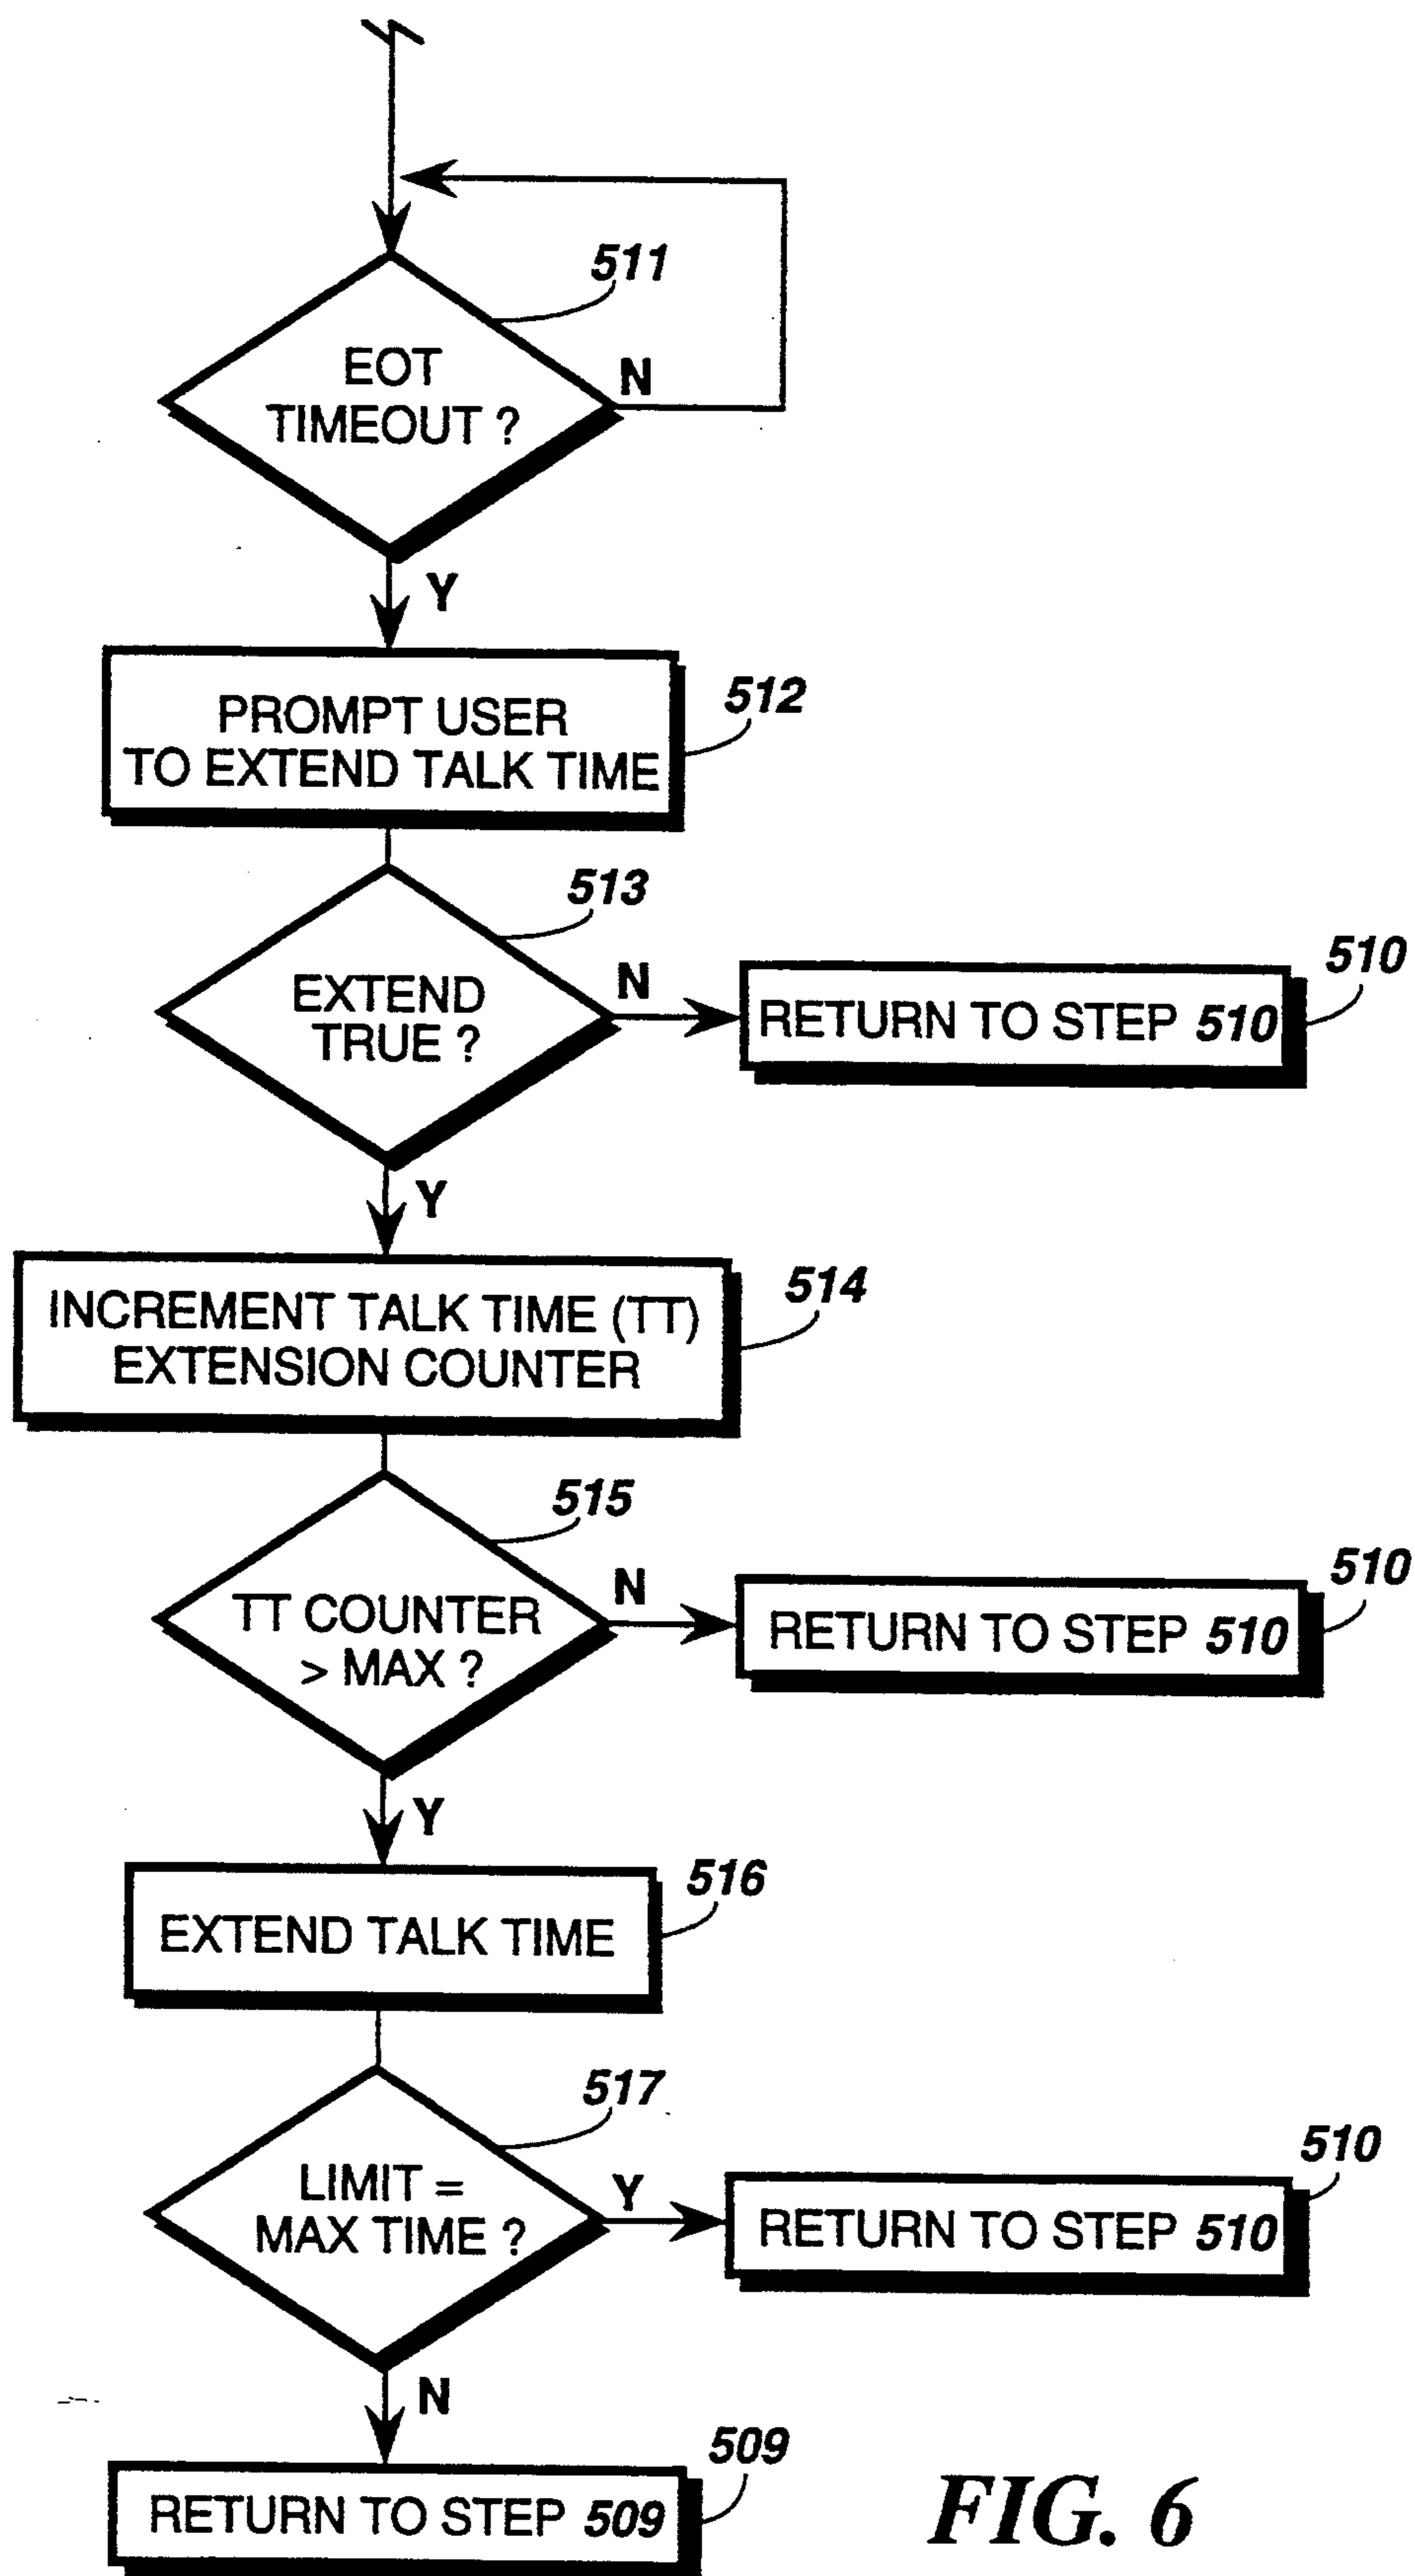 511
EOT
TIMEOUT ?
N
Y
PROMPT USER
TO EXTEND TALK TIME
512
513
EXTEND
TRUE ?
N
RETURN TO STEP 510
510
Y
INCREMENT TALK TIME (TT)
EXTENSION COUNTER
514
515
TT COUNTER
> MAX ?
N
RETURN TO STEP 510
510
Y
EXTEND TALK TIME
516
517
LIMIT =
MAX TIME ?
Y
RETURN TO STEP 510
510
N
RETURN TO STEP 509
509
FIG. 6